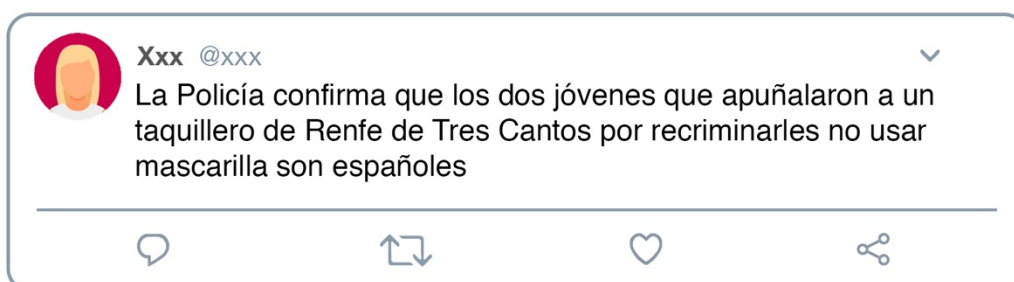 Xxx @xxx
La Policía confirma que los dos jóvenes que apuñalaron a un
taquillero de Renfe de Tres Cantos por recriminarles no usar
mascarilla son españoles